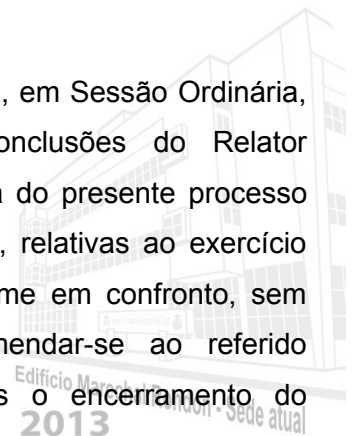 , em Sessão Ordinária,
onclusões do Relator
do presente processo
, relativas ao exercício
me em confronto, sem
mendar-se ao referido
s o encerramento do
Edifício Marechal Rondon - Sede atual
2013